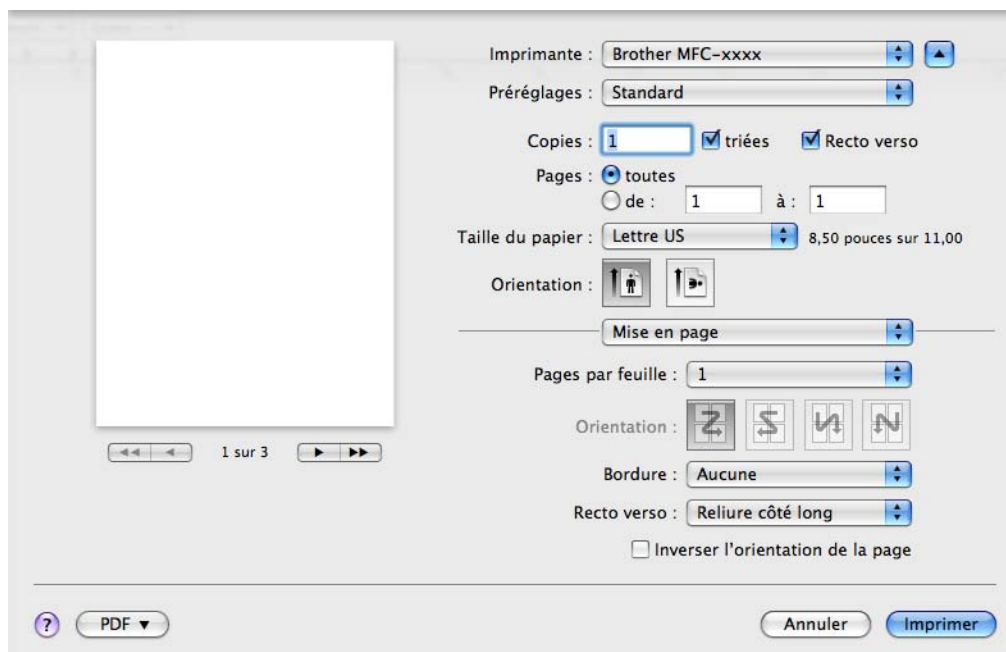 Imprimante : Brother MFC-xxxx
Préréglages : Standard
Copies : 1 triées Recto verso
Pages : toutes
de : 1 à : 1
Taille du papier : Lettre US 8,50 pouces sur 11,00
Orientation :
Mise en page
Pages par feuille : 1
Orientation :
1 sur 3
Bordure : Aucune
Recto verso : Reliure côté long
Inverser l'orientation de la page
? PDF Annuler Imprimer